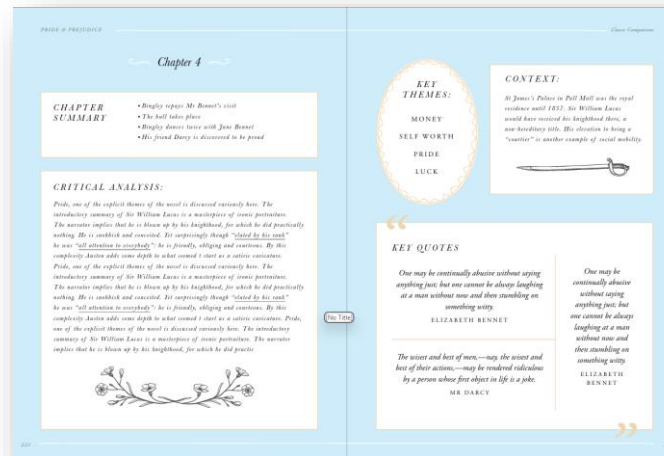 PRIDE & PREJUDICE
Classic Companions
Chapter 4
CHAPTER
SUMMARY
• Bingley repays Mr Bennet's visit
• The ball takes place
• Bingley dances twice with Jane Bennet
• His friend Darcy is discovered to be proud
CRITICAL ANALYSIS:
Pride, one of the explicit themes of the novel is discussed variously here. The
introductory summary of Sir William Lucas is a masterpiece of ironic portraiture.
The narrator implies that he is blown up by his knighthood, for which he did practically
nothing. He is snobbish and conceited. Yet surprisingly though "elated by his rank"
he was "all attention to everybody": he is friendly, obliging and courteous. By this
complexity Austen adds some depth to what seemed t start as a satiric caricature.
Pride, one of the explicit themes of the novel is discussed variously here. The
introductory summary of Sir William Lucas is a masterpiece of ironic portraiture.
The narrator implies that he is blown up by his knighthood, for which he did practically
nothing. He is snobbish and conceited. Yet surprisingly though "elated by his rank"
he was "all attention to everybody": he is friendly, obliging and courteous. By this
complexity Austen adds some depth to what seemed t start as a satiric caricature. Pride,
one of the explicit themes of the novel is discussed variously here. The introductory
summary of Sir William Lucas is a masterpiece of ironic portraiture. The narrator
implies that he is blown up by his knighthood, for which he did practic
No Title
KEY
THEMES:
MONEY
SELF WORTH
PRIDE
LUCK
CONTEXT:
St James's Palace in Pall Mall was the royal
residence until 1837. Sir William Lucas
would have received his knighthood there, a
non-hereditary title. His elevation to being a
"courtier" is another example of social mobility.
“
KEY QUOTES
One may be continually abusive without saying
anything just; but one cannot be always laughing
at a man without now and then stumbling on
something witty.
ELIZABETH BENNET
The wisest and best of men,—nay, the wisest and
best of their actions,—may be rendered ridiculous
by a person whose first object in life is a joke.
MR DARCY
One may be
continually abusive
without saying
anything just; but
one cannot be always
laughing at a man
without now and
then stumbling on
something witty.
ELIZABETH
BENNET
”